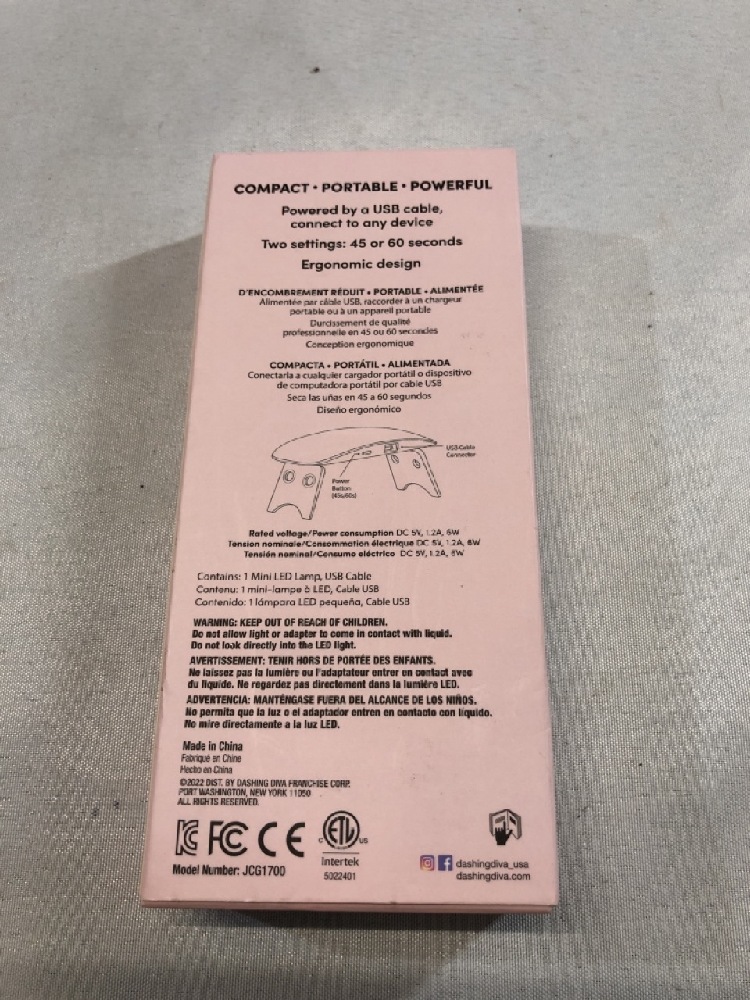 COMPACT • PORTABLE • POWERFUL
Powered by a USB cable,
connect to any device
Two settings: 45 or 60 seconds
Ergonomic design
D'ENCOMBREMENT RÉDUIT • PORTABLE • ALIMENTÉE
Alimentée par câble USB, raccorder à un chargeur
portable ou à un appareil portable
Durcissement de qualité
professionnelle en 45 ou 60 secondes
Conception ergonomique
COMPACTA • PORTÁTIL • ALIMENTADA
Conectarla a cualquier cargador portátil o dispositivo
de computadora portátil por cable USB
Seca las uñas en 45 a 60 segundos
Diseño ergonómico
USB Cable
Connector
Power
Button
(45s/60s)
Rated voltage/Power consumption DC 5V, 1.2A, 6W
Tension nominale/Consommation électrique DC 5V, 1.2A, 6W
Tensión nominal/Consumo eléctrico DC 5V, 1.2A, 6W
Contains: 1 Mini LED Lamp, USB Cable
Contenu: 1 mini-lampe à LED, Cable USB
Contenido: 1 lámpara LED pequeña, Cable USB
WARNING: KEEP OUT OF REACH OF CHILDREN.
Do not allow light or adapter to come in contact with liquid.
Do not look directly into the LED light.
AVERTISSEMENT: TENIR HORS DE PORTÉE DES ENFANTS.
Ne laissez pas la lumière ou l'adaptateur entrer en contact avec
du liquide. Ne regardez pas directement dans la lumière LED.
ADVERTENCIA: MANTÉNGASE FUERA DEL ALCANCE DE LOS NIÑOS.
No permita que la luz o el adaptador entren en contacto con líquido.
No mire directamente a la luz LED.
Made in China
Fabriqué en Chine
Hecho en China
©2022 DIST. BY DASHING DIVA FRANCHISE CORP.
PORT WASHINGTON, NEW YORK 11050
ALL RIGHTS RESERVED.
FC CE
C ETL US
Intertek
5022401
Model Number: JCG1700
dashingdiva_usa
dashingdiva.com